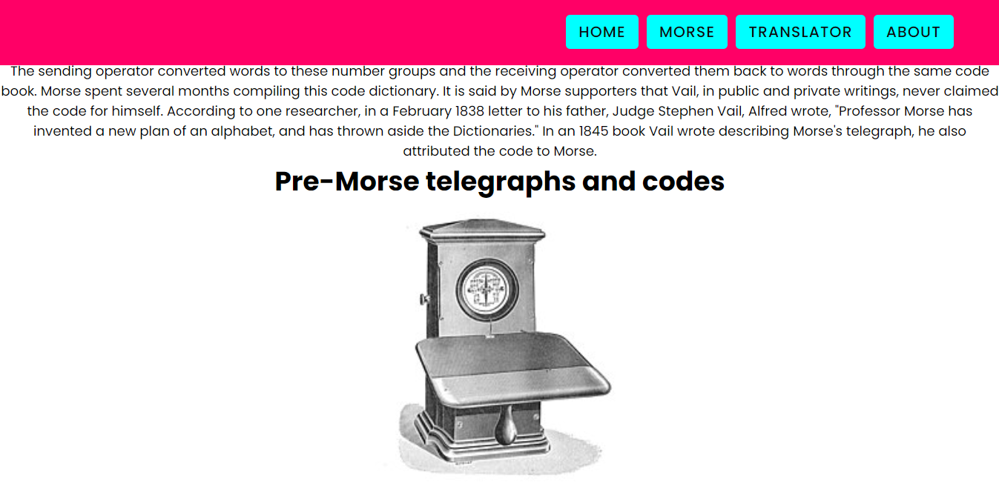 HOME MORSE TRANSLATOR ABOUT
The sending operator converted words to these number groups and the receiving operator converted them back to words through the same code
book. Morse spent several months compiling this code dictionary. It is said by Morse supporters that Vail, in public and private writings, never claimed
the code for himself. According to one researcher, in a February 1838 letter to his father, Judge Stephen Vail, Alfred wrote, "Professor Morse has
invented a new plan of an alphabet, and has thrown aside the Dictionaries." In an 1845 book Vail wrote describing Morse's telegraph, he also
attributed the code to Morse.
Pre-Morse telegraphs and codes